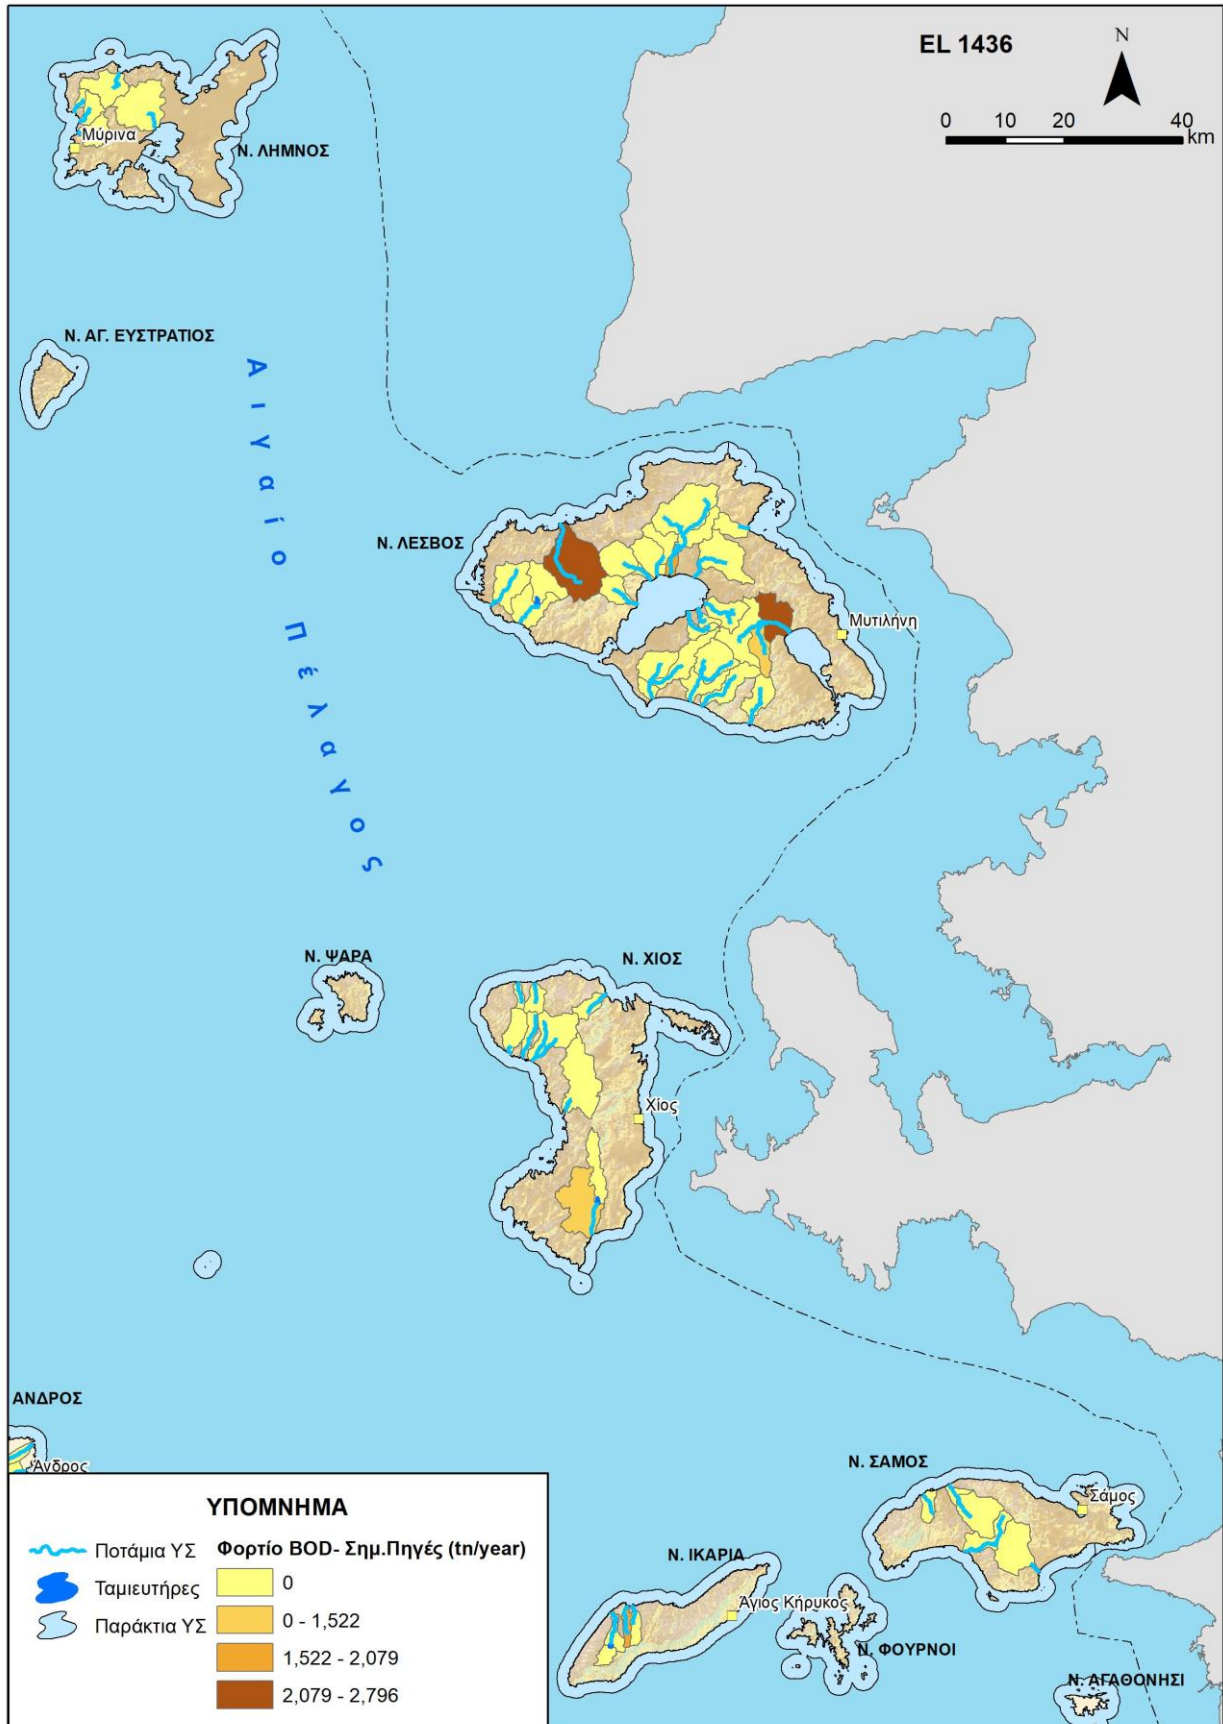 EL 1436
N
0 10 20 40
km
Μύρινα
Ν. ΛΗΜΝΟΣ
Ν. ΑΓ. ΕΥΣΤΡΑΤΙΟΣ
Αιγαίο Πέλαγος
Ν. ΛΕΣΒΟΣ
Μυτιλήνη
Ν. ΨΑΡΑ
Ν. ΧΙΟΣ
Χίος
ΑΝΔΡΟΣ
Άνδρος
Ν. ΣΑΜΟΣ
Σάμος
Ν. ΙΚΑΡΙΑ
Άγιος Κήρυκος
Ν. ΦΟΥΡΝΟΙ
Ν. ΑΓΑΘΟΝΗΣΙ
ΥΠΟΜΝΗΜΑ
Ποτάμια ΥΣ
Ταμιευτήρες
Παράκτια ΥΣ
Φορτίο BOD- Σημ.Πηγές (tn/year)
0
0 - 1,522
1,522 - 2,079
2,079 - 2,796